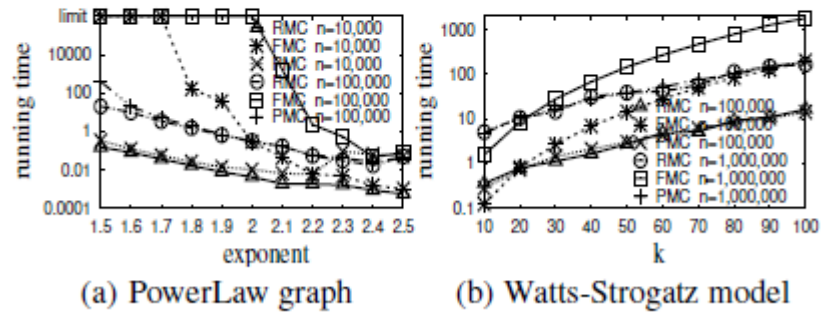 running time
limit
10000
100
1
0.01
0.0001
RMC n=10,000
FMC n=10,000
PMC n=10,000
RMC n=100,000
FMC n=100,000
PMC n=100,000
1.5 1.6 1.7 1.8 1.9 2 2.1 2.2 2.3 2.4 2.5
exponent
(a) PowerLaw graph
running time
1000
100
10
1
0.1
RMC n=100,000
FMC n=100,000
PMC n=100,000
RMC n=1,000,000
FMC n=1,000,000
PMC n=1,000,000
10 20 30 40 50 60 70 80 90 100
k
(b) Watts-Strogatz model